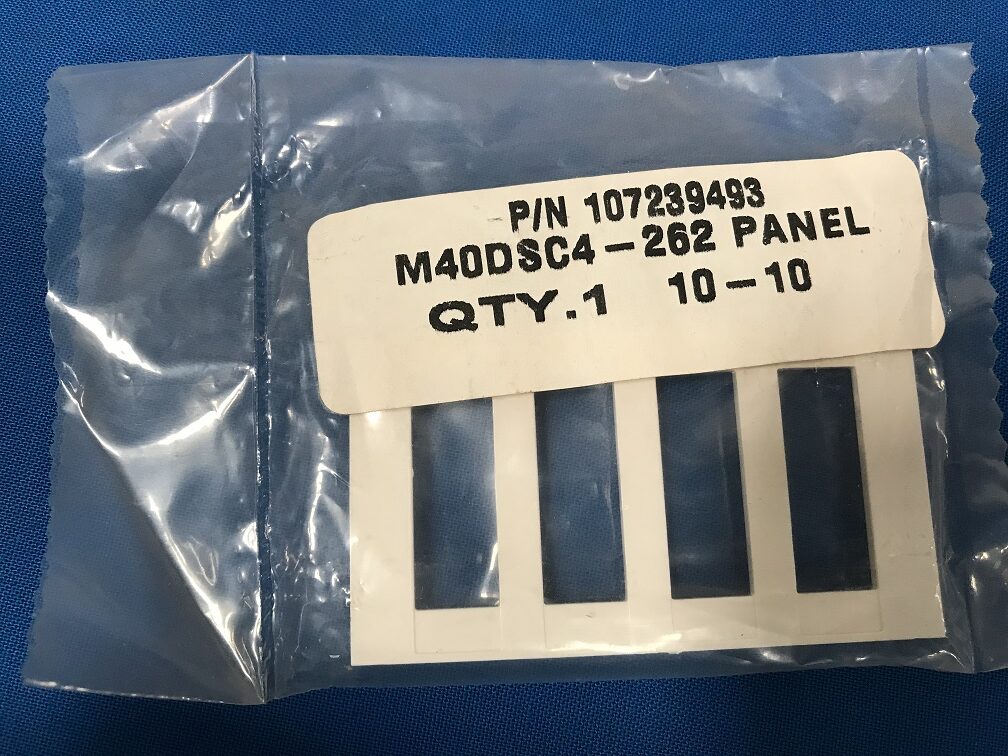 P/N 107239493
M40DSC4-262 PANEL
QTY.1 10-10